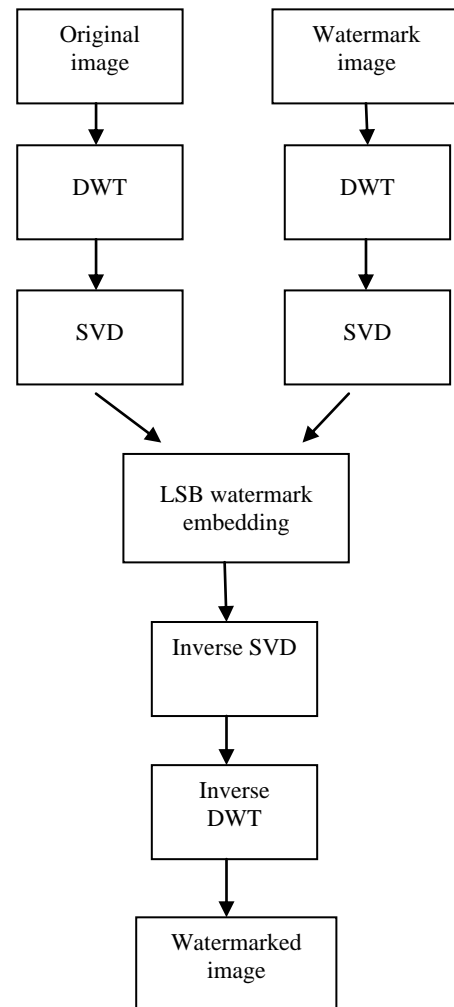 Original
image
Watermark
image
DWT
DWT
SVD
SVD
LSB watermark
embedding
Inverse SVD
Inverse
DWT
Watermarked
image